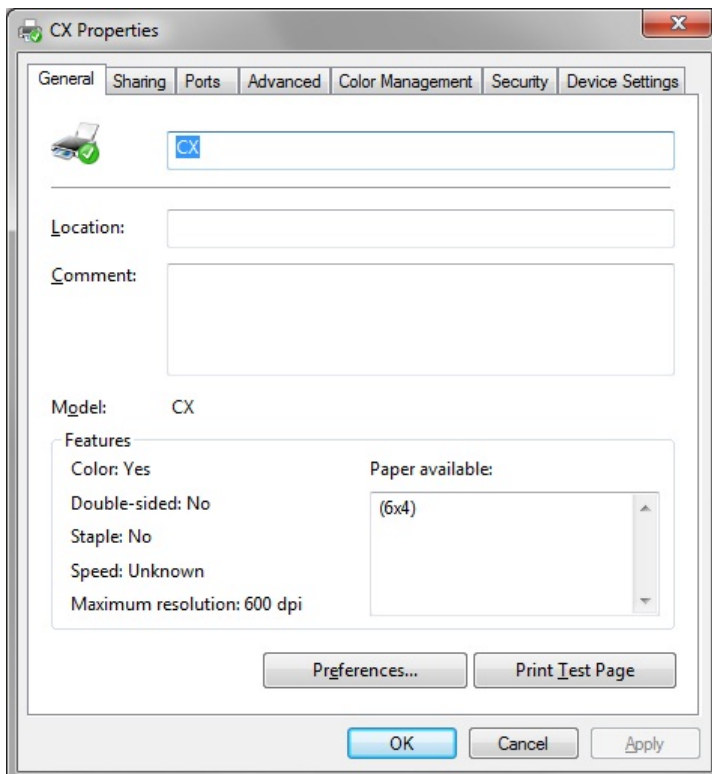 CX Properties
General Sharing Ports Advanced Color Management Security Device Settings
CX
Location:
Comment:
Model: CX
Features
Color: Yes Paper available:
Double-sided: No (6x4)
Staple: No
Speed: Unknown
Maximum resolution: 600 dpi
Preferences... Print Test Page
OK Cancel Apply